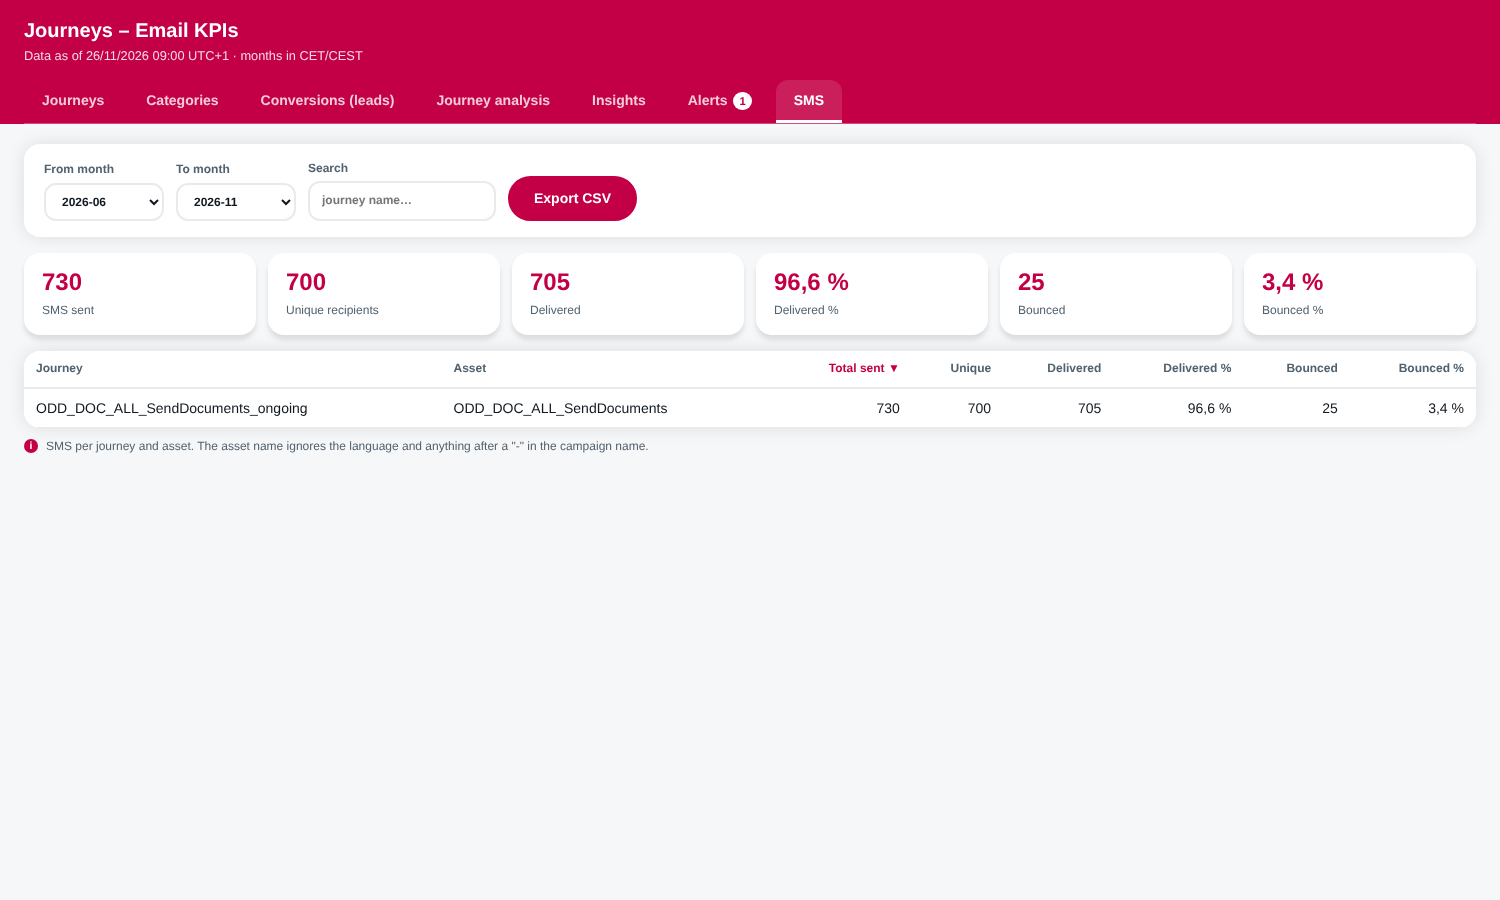 Journeys – Email KPIs
Data as of 26/11/2026 09:00 UTC+1 · months in CET/CEST
Journeys Categories Conversions (leads) Journey analysis Insights Alerts 1 SMS
From month To month Search
2026-06 2026-11 journey name... Export CSV
730 700 705 96,6 % 25 3,4 %
SMS sent Unique recipients Delivered Delivered % Bounced Bounced %
Journey Asset Total sent ▼ Unique Delivered Delivered % Bounced Bounced %
ODD_DOC_ALL_SendDocuments_ongoing ODD_DOC_ALL_SendDocuments 730 700 705 96,6 % 25 3,4 %
i SMS per journey and asset. The asset name ignores the language and anything after a "-" in the campaign name.